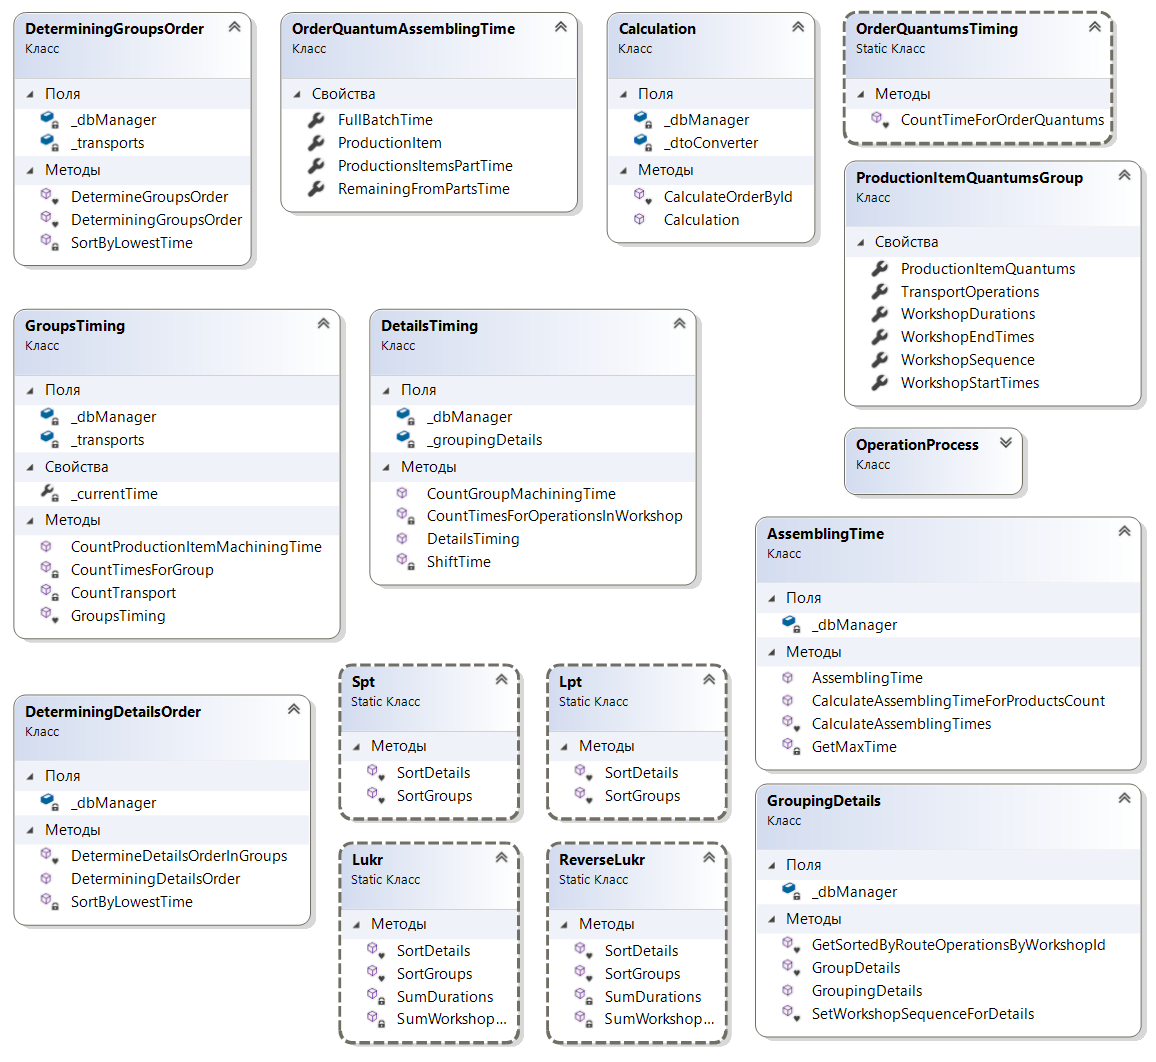 DeterminingGroupsOrder
Класс
Поля
_dbManager
_transports
Методы
DetermineGroupsOrder
DeterminingGroupsOrder
SortByLowestTime
OrderQuantumAssemblingTime
Класс
Свойства
FullBatchTime
ProductionItem
ProductionsItemsPartTime
RemainingFromPartsTime
Calculation
Класс
Поля
_dbManager
_dtoConverter
Методы
CalculateOrderById
Calculation
OrderQuantumsTiming
Static Класс
Методы
CountTimeForOrderQuantums
ProductionItemQuantumsGroup
Класс
Свойства
ProductionItemQuantums
TransportOperations
WorkshopDurations
WorkshopEndTimes
WorkshopSequence
WorkshopStartTimes
GroupsTiming
Класс
Поля
_dbManager
_transports
Свойства
_currentTime
Методы
CountProductionItemMachiningTime
CountTimesForGroup
CountTransport
GroupsTiming
DetailsTiming
Класс
Поля
_dbManager
_groupingDetails
Методы
CountGroupMachiningTime
CountTimesForOperationsInWorkshop
DetailsTiming
ShiftTime
OperationProcess
Класс
AssemblingTime
Класс
Поля
_dbManager
Методы
AssemblingTime
CalculateAssemblingTimeForProductsCount
CalculateAssemblingTimes
GetMaxTime
DeterminingDetailsOrder
Класс
Поля
_dbManager
Методы
DetermineDetailsOrderInGroups
DeterminingDetailsOrder
SortByLowestTime
Spt
Static Класс
Методы
SortDetails
SortGroups
Lpt
Static Класс
Методы
SortDetails
SortGroups
Lukr
Static Класс
Методы
SortDetails
SortGroups
SumDurations
SumWorkshop...
ReverseLukr
Static Класс
Методы
SortDetails
SortGroups
SumDurations
SumWorkshop...
GroupingDetails
Класс
Поля
_dbManager
Методы
GetSortedByRouteOperationsByWorkshopId
GroupDetails
GroupingDetails
SetWorkshopSequenceForDetails